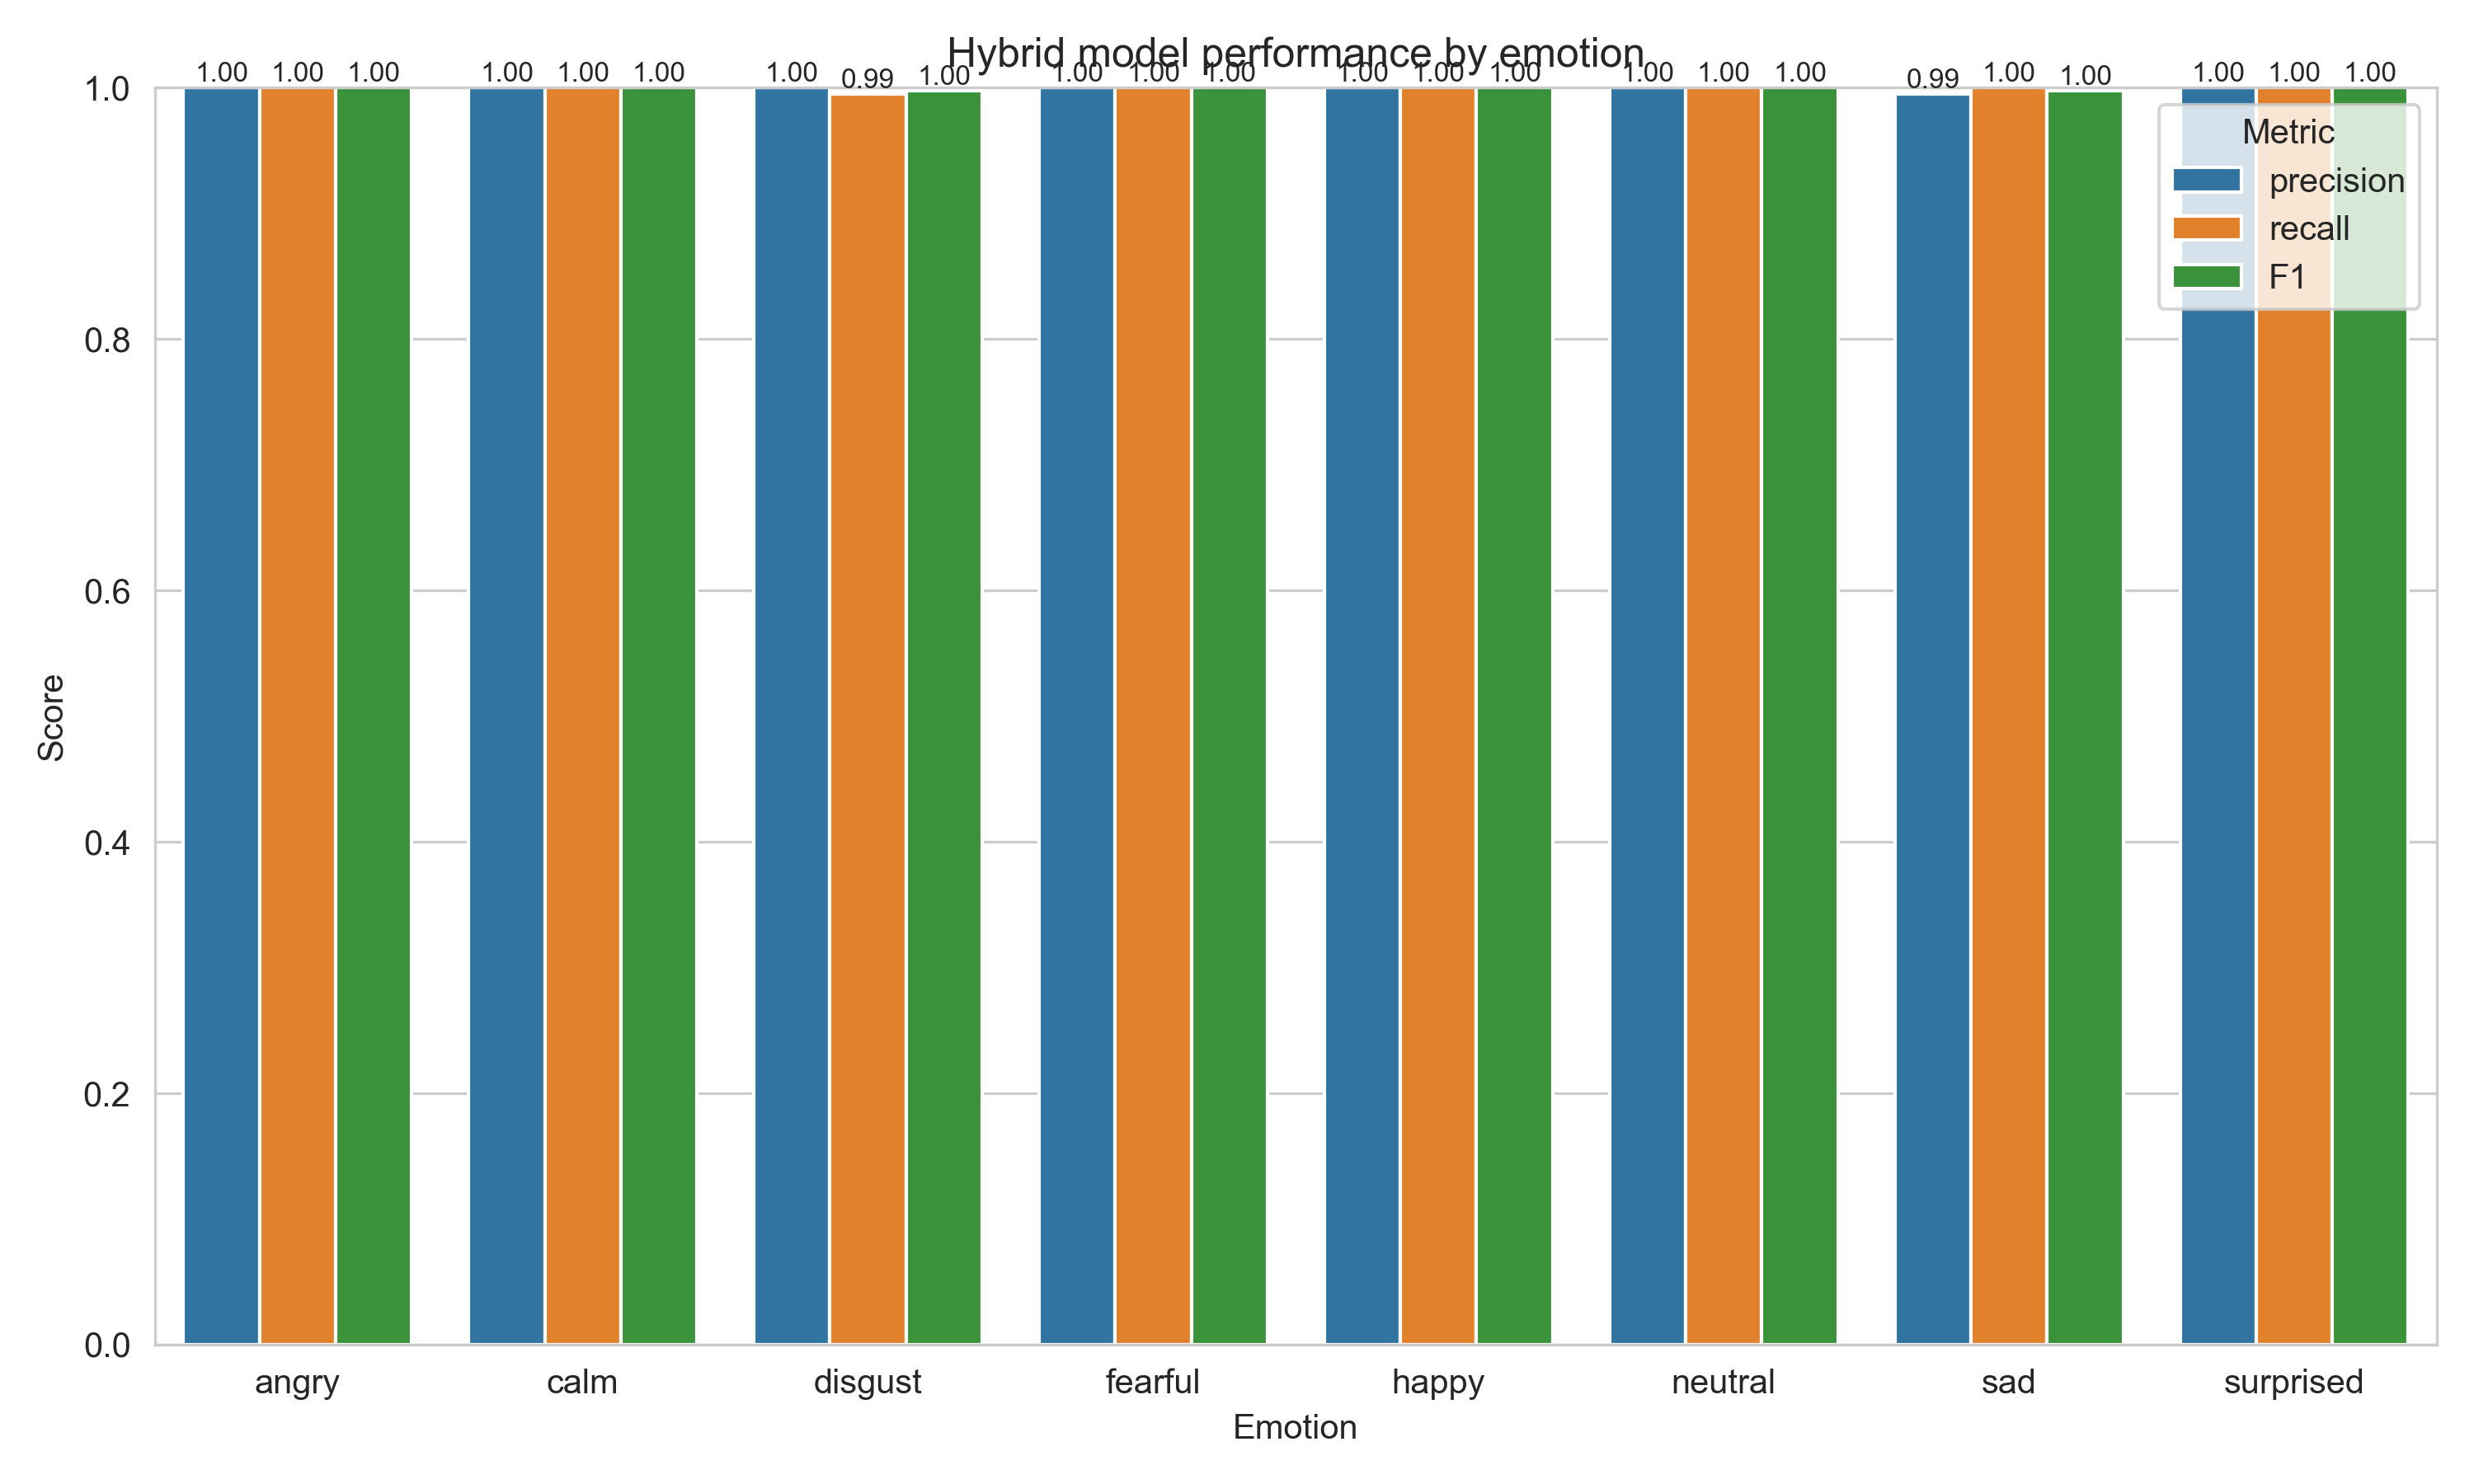 Hybrid model performance by emotion
1.00 1.00 1.00 1.00 1.00 1.00 1.00 0.99 1.00 1.00 1.00 1.00 1.00 1.00 1.00 1.00 1.00 1.00 0.99 1.00 1.00 1.00 1.00 1.00
Metric
precision
recall
F1
1.0
0.8
0.6
0.4
0.2
0.0
Score
angry calm disgust fearful happy neutral sad surprised
Emotion